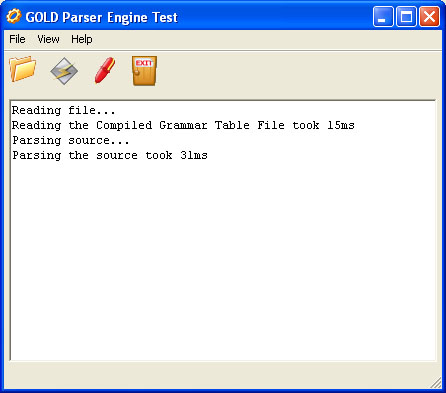 GOLD Parser Engine Test
File View Help
EXIT
Reading file...
Reading the Compiled Grammar Table File took 15ms
Parsing source...
Parsing the source took 31ms